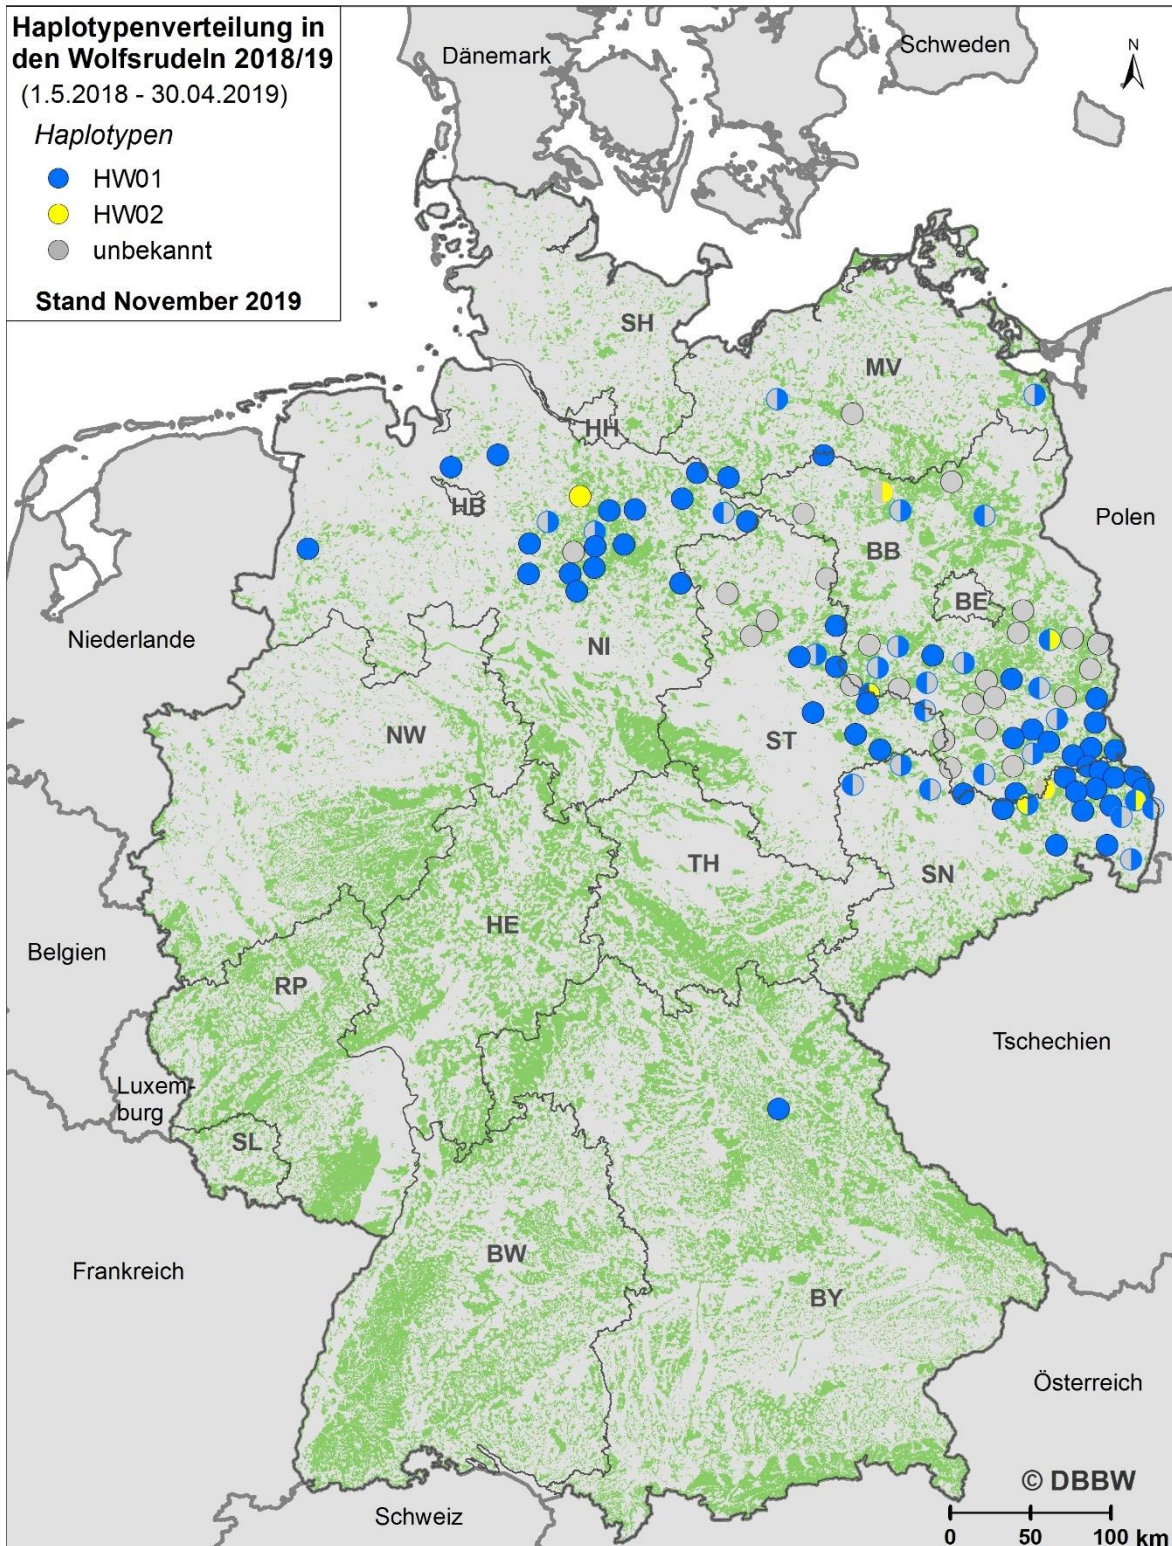 Haplotypenverteilung in
den Wolfsrudeln 2018/19
(1.5.2018 - 30.04.2019)
Haplotypen
HW01
HW02
unbekannt
Stand November 2019
Dänemark
Schweden
N
SH
MV
HH
HB
Polen
BB
BE
Niederlande
NI
NW
ST
TH
SN
HE
Belgien
RP
Tschechien
Luxem-
burg
SL
BW
Frankreich
BY
Österreich
© DBBW
Schweiz
0 50 100 km